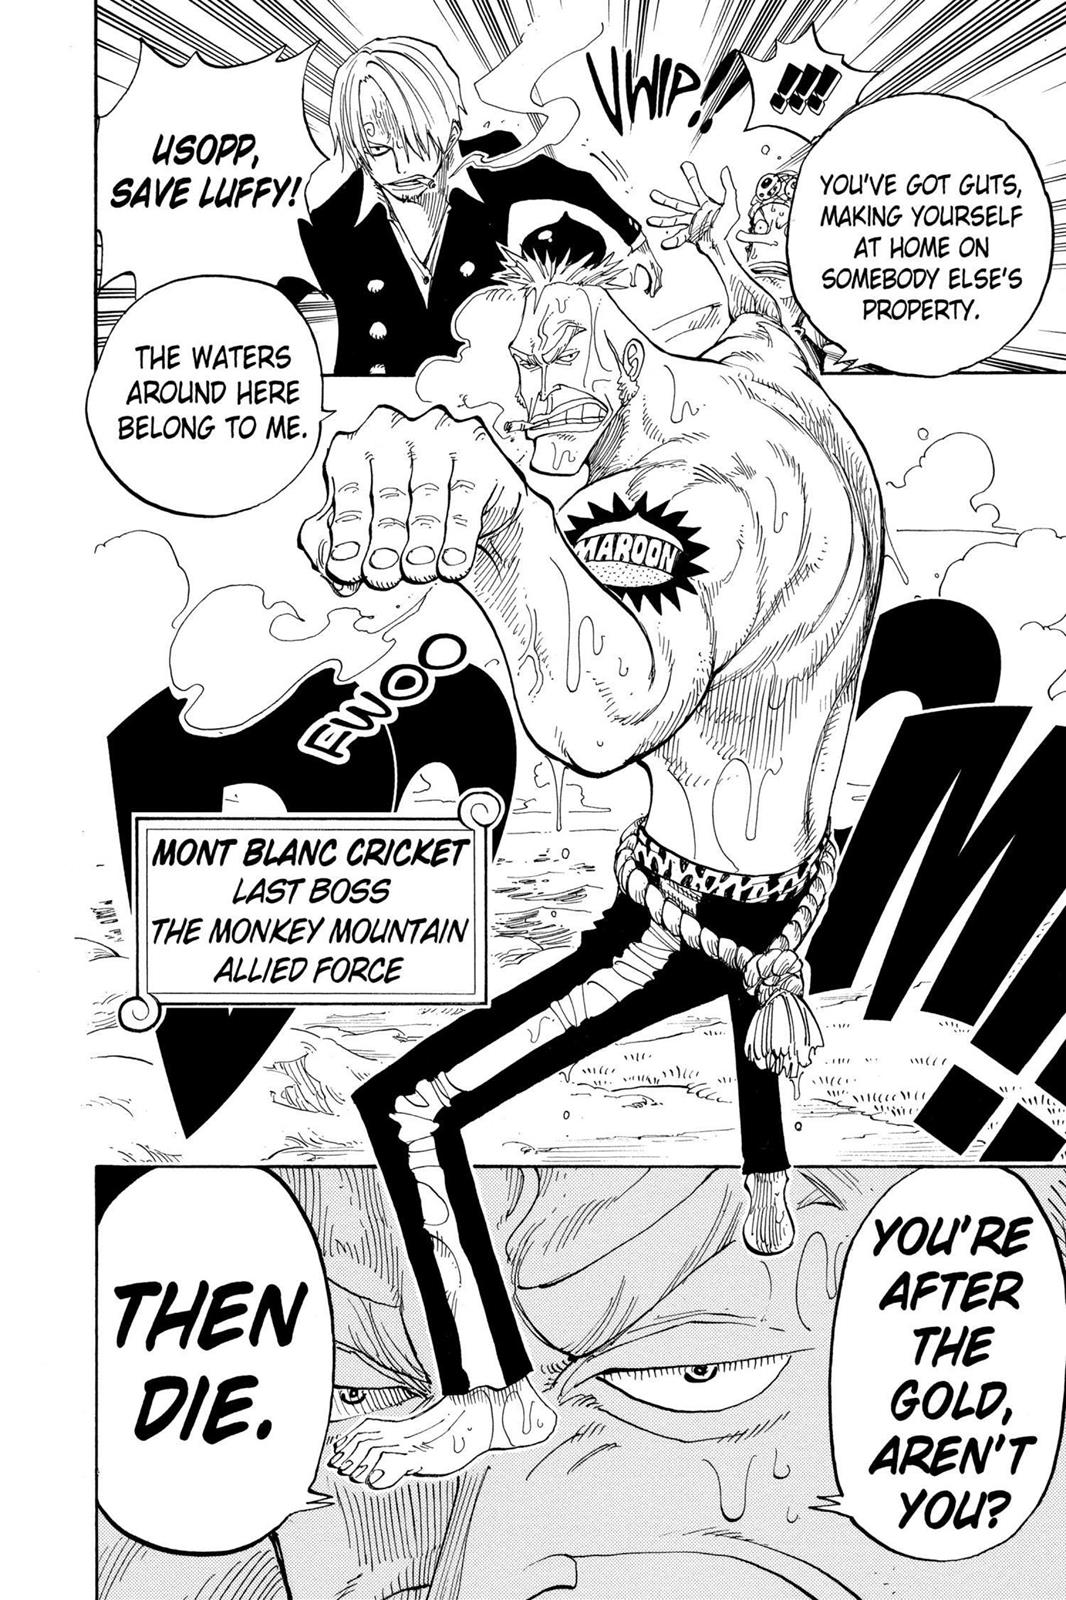 VWIP!
!!!
YOU'VE GOT GUTS,
MAKING YOURSELF
AT HOME ON
SOMEBODY ELSE'S
PROPERTY.
USOPP,
SAVE LUFFY!
THE WATERS
AROUND HERE
BELONG TO ME.
MAROON
FWOO
MONT BLANC CRICKET
LAST BOSS
THE MONKEY MOUNTAIN
ALLIED FORCE
YOU'RE
AFTER
THE
GOLD,
AREN'T
YOU?
THEN
DIE.